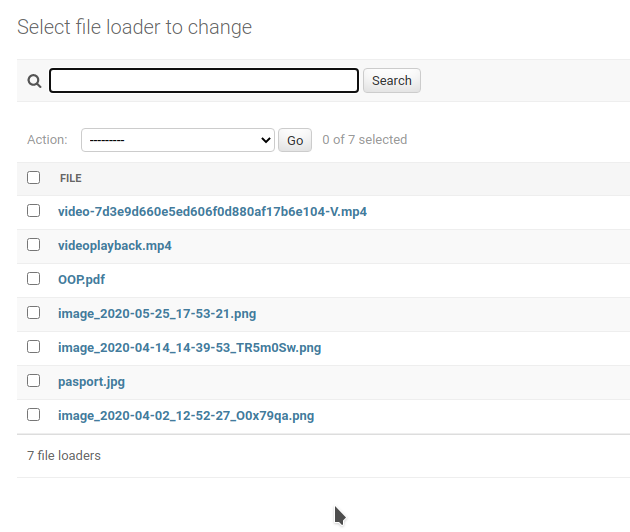 Select file loader to change
Search
Action: --------- Go 0 of 7 selected
FILE
video-7d3e9d660e5ed606f0d880af17b6e104-V.mp4
videoplayback.mp4
OOP.pdf
image_2020-05-25_17-53-21.png
image_2020-04-14_14-39-53_TR5m0Sw.png
pasport.jpg
image_2020-04-02_12-52-27_O0x79qa.png
7 file loaders